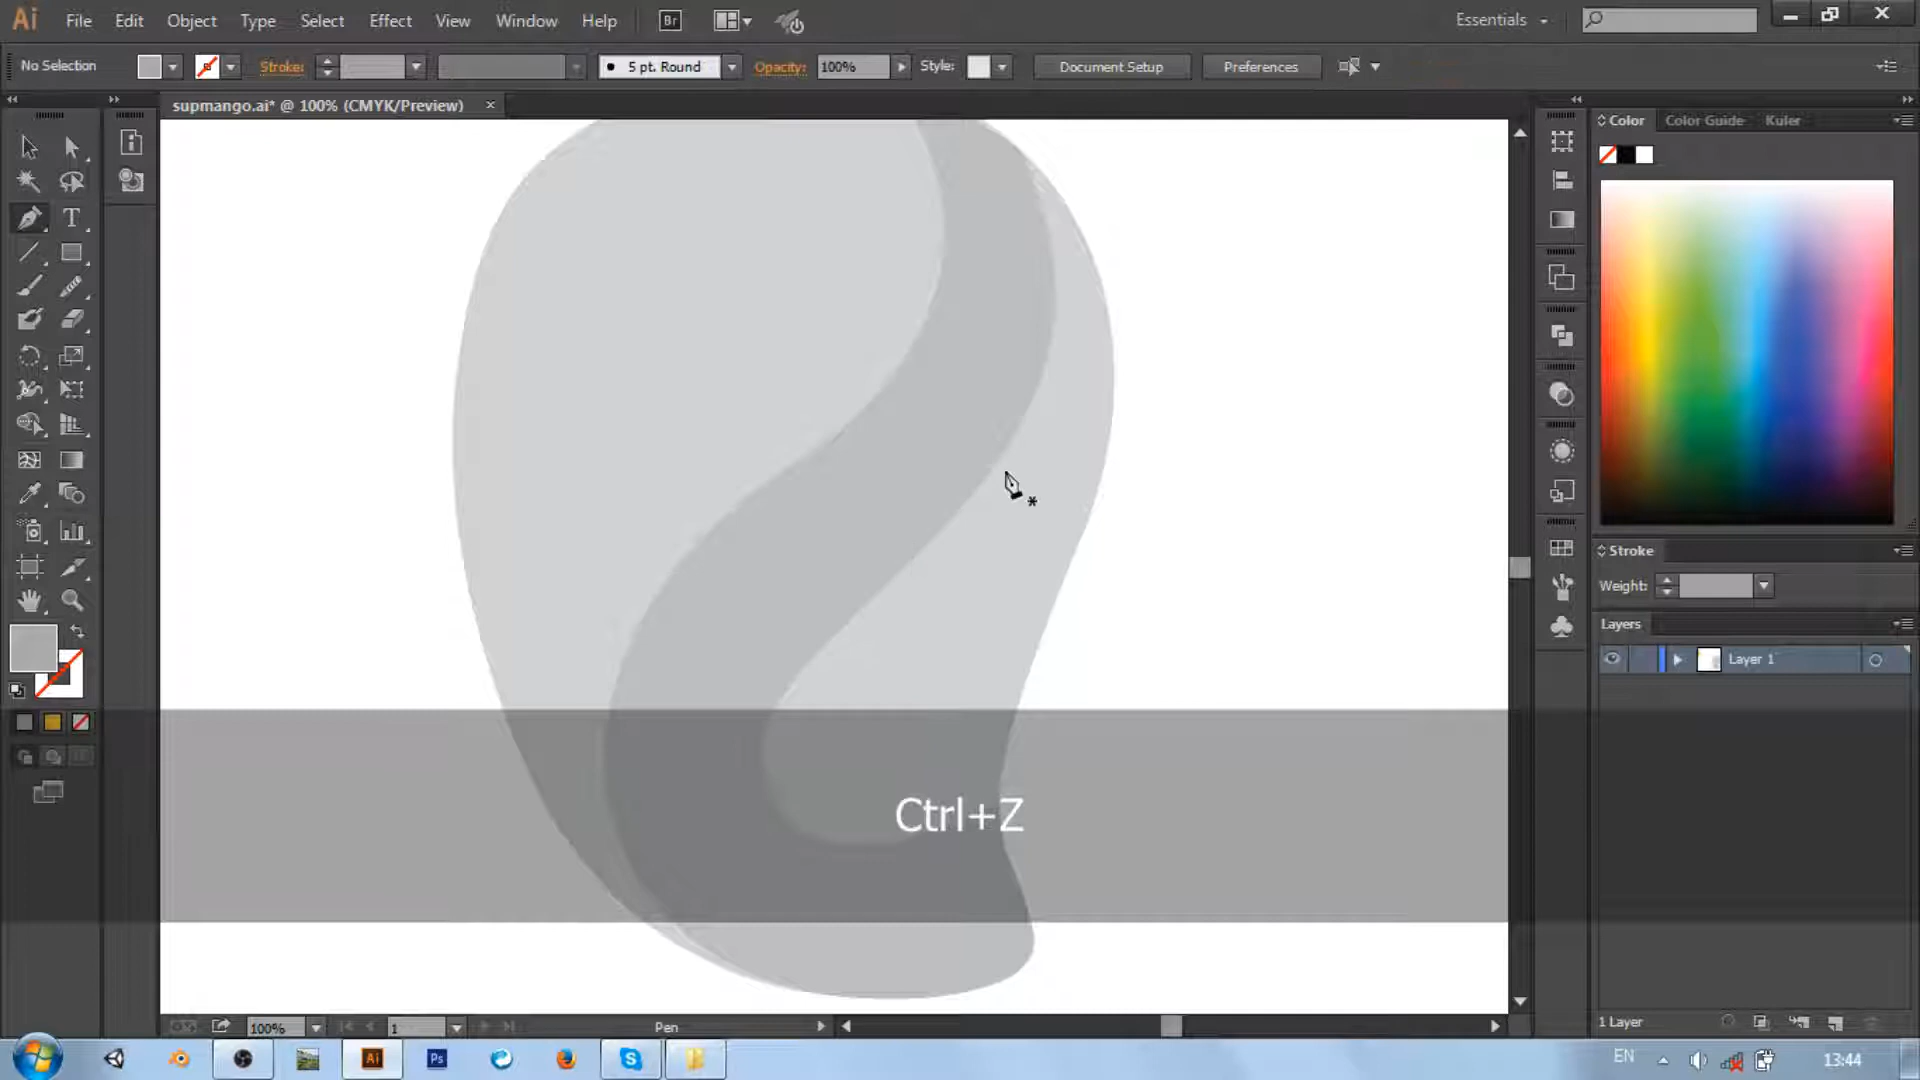 Ai File Edit Object Type Select Effect View Window Help Br Essentials
No Selection Stroke: 5 pt. Round Opacity: 100% Style: Document Setup Preferences
supmango.ai* @ 100% (CMYK/Preview)
Color Color Guide Kuler
T
Stroke
Weight:
Layers
Layer 1
Ctrl+Z
1 Layer
100% 1 Pen
Ai Ps EN 13:44